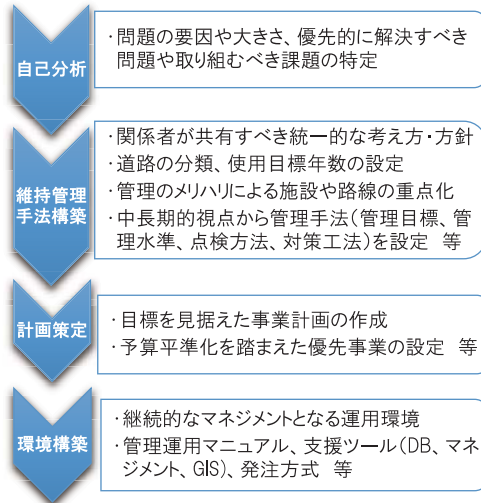 自己分析
・問題の要因や大きさ、優先的に解決すべき
問題や取り組むべき課題の特定
維持管理
手法構築
・関係者が共有すべき統一的な考え方・方針
・道路の分類、使用目標年数の設定
・管理のメリハリによる施設や路線の重点化
・中長期的視点から管理手法（管理目標、管
理水準、点検方法、対策工法）を設定　等
計画策定
・目標を見据えた事業計画の作成
・予算平準化を踏まえた優先事業の設定　等
環境構築
・継続的なマネジメントとなる運用環境
・管理運用マニュアル、支援ツール（DB、マネ
ジメント、GIS）、発注方式　等